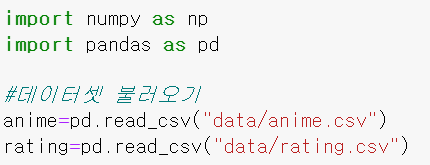 import numpy as np
import pandas as pd
#데이터셋 불러오기
anime=pd.read_csv("data/anime.csv")
rating=pd.read_csv("data/rating.csv")